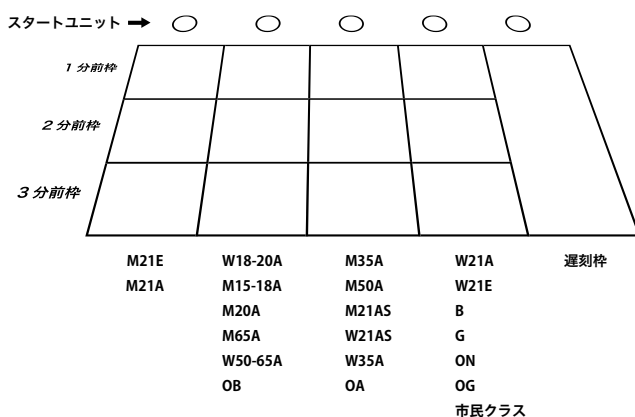 スタートユニット
1分前枠
2分前枠
3分前枠
M21E W18-20A M35A W21A 遅刻枠
M21A M15-18A M50A W21E
M20A M21AS B
M65A W21AS G
W50-65A W35A ON
OB OA OG
市民クラス